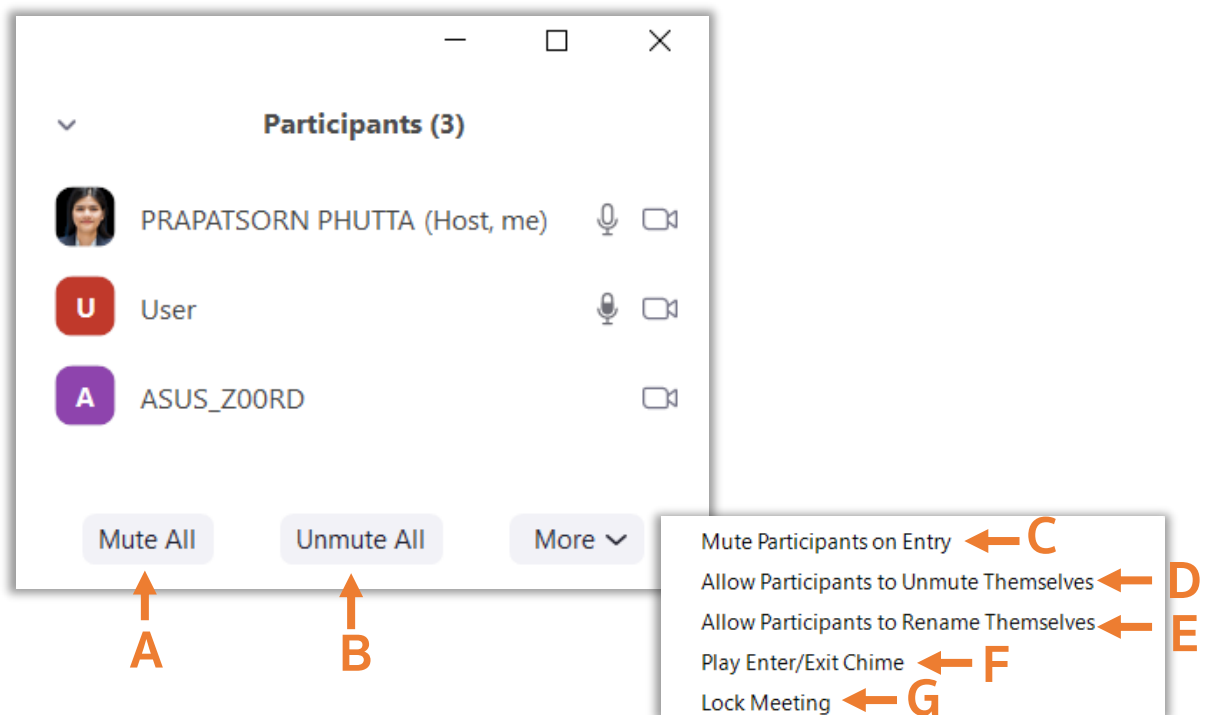 Participants (3)
PRAPATSORN PHUTTA (Host, me)
U User
A ASUS_Z00RD
Mute All Unmute All More
A B
Mute Participants on Entry C
Allow Participants to Unmute Themselves D
Allow Participants to Rename Themselves E
Play Enter/Exit Chime F
Lock Meeting G